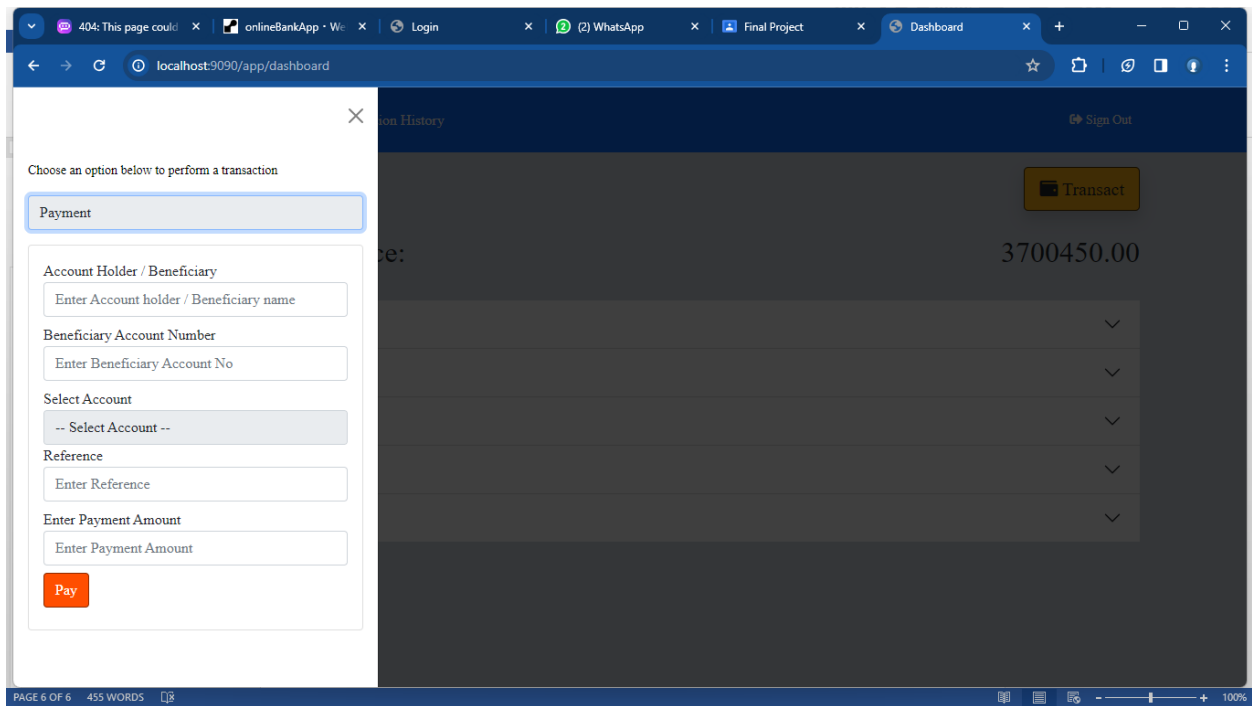 404: This page could
onlineBankApp · We
Login
(2) WhatsApp
Final Project
Dashboard
localhost:9090/app/dashboard
ion History
Sign Out
Choose an option below to perform a transaction
Transact
Payment
ce:
3700450.00
Account Holder / Beneficiary
Enter Account holder / Beneficiary name
Beneficiary Account Number
Enter Beneficiary Account No
Select Account
-- Select Account --
Reference
Enter Reference
Enter Payment Amount
Enter Payment Amount
Pay
PAGE 6 OF 6 455 WORDS 100%